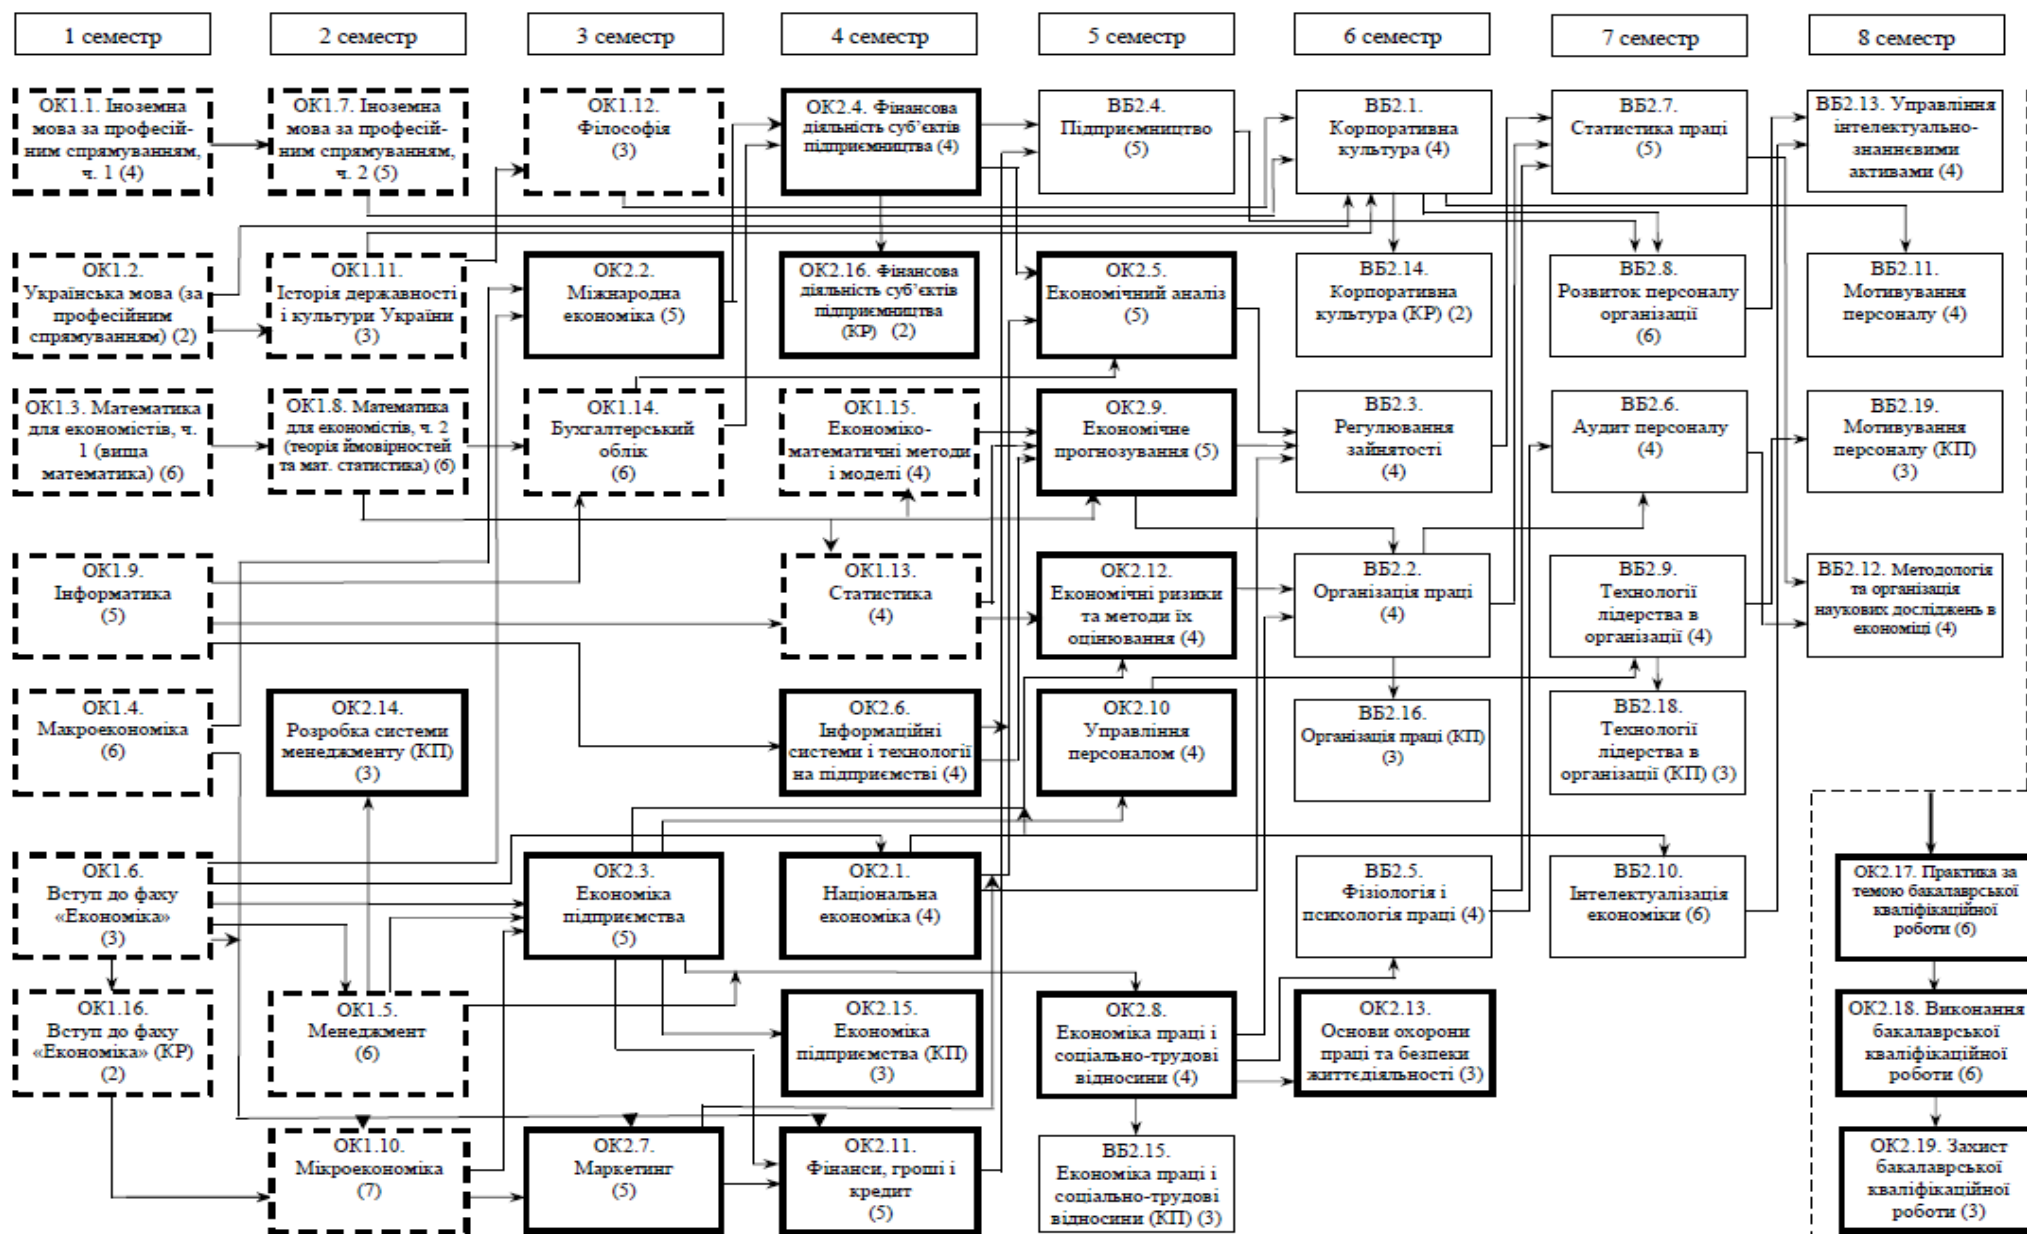 1 семестр
2 семестр
3 семестр
4 семестр
5 семестр
6 семестр
7 семестр
8 семестр
ОК1.1. Іноземна
мова за професій-
ним спрямуванням,
ч. 1 (4)
ОК1.7. Іноземна
мова за професій-
ним спрямуванням,
ч. 2 (5)
ОК1.12.
Філософія
(3)
ОК2.4. Фінансова
діяльність суб’єктів
підприємництва (4)
ВБ2.4.
Підприємництво
(5)
ВБ2.1.
Корпоративна
культура (4)
ВБ2.7.
Статистика праці
(5)
ВБ2.13. Управління
інтелектуально-
знаннєвими
активами (4)
ОК1.2.
Українська мова (за
професійним
спрямуванням) (2)
ОК1.11.
Історія державності
і культури України
(3)
ОК2.2.
Міжнародна
економіка (5)
ОК2.16. Фінансова
діяльність суб’єктів
підприємництва
(КР) (2)
ОК2.5.
Економічний аналіз
(5)
ВБ2.14.
Корпоративна
культура (КР) (2)
ВБ2.8.
Розвиток персоналу
організації
(6)
ВБ2.11.
Мотивування
персоналу (4)
ОК1.3. Математика
для економістів, ч.
1 (вища
математика) (6)
ОК1.8. Математика
для економістів, ч. 2
(теорія ймовірностей
та мат. статистика) (6)
ОК1.14.
Бухгалтерський
облік
(6)
ОК1.15.
Економіко-
математичні методи
і моделі (4)
ОК2.9.
Економічне
прогнозування (5)
ВБ2.3.
Регулювання
зайнятості
(4)
ВБ2.6.
Аудит персоналу
(4)
ВБ2.19.
Мотивування
персоналу (КП)
(3)
ОК1.9.
Інформатика
(5)
ОК1.13.
Статистика
(4)
ОК2.12.
Економічні ризики
та методи їх
оцінювання (4)
ВБ2.2.
Організація праці
(4)
ВБ2.9.
Технології
лідерства в
організації (4)
ВБ2.12. Методологія
та організація
наукових досліджень в
економіці (4)
ОК1.4.
Макроекономіка
(6)
ОК2.14.
Розробка системи
менеджменту (КП)
(3)
ОК2.6.
Інформаційні
системи і технології
на підприємстві (4)
ОК2.10
Управління
персоналом (4)
ВБ2.16.
Організація праці (КП)
(3)
ВБ2.18.
Технології
лідерства в
організації (КП) (3)
ОК1.6.
Вступ до фаху
«Економіка»
(3)
ОК2.3.
Економіка
підприємства
(5)
ОК2.1.
Національна
економіка (4)
ВБ2.5.
Фізіологія і
психологія праці (4)
ВБ2.10.
Інтелектуалізація
економіки (6)
ОК2.17. Практика за
темою бакалаврської
кваліфікаційної
роботи (6)
ОК1.16.
Вступ до фаху
«Економіка» (КР)
(2)
ОК1.5.
Менеджмент
(6)
ОК2.15.
Економіка
підприємства (КП)
(3)
ОК2.8.
Економіка праці і
соціально-трудові
відносини (4)
ОК2.13.
Основи охорони
праці та безпеки
життєдіяльності (3)
ОК2.18. Виконання
бакалаврської
кваліфікаційної
роботи (6)
ОК1.10.
Мікроекономіка
(7)
ОК2.7.
Маркетинг
(5)
ОК2.11.
Фінанси, гроші і
кредит
(5)
ВБ2.15.
Економіка праці і
соціально-трудові
відносини (КП) (3)
ОК2.19. Захист
бакалаврської
кваліфікаційної
роботи (3)